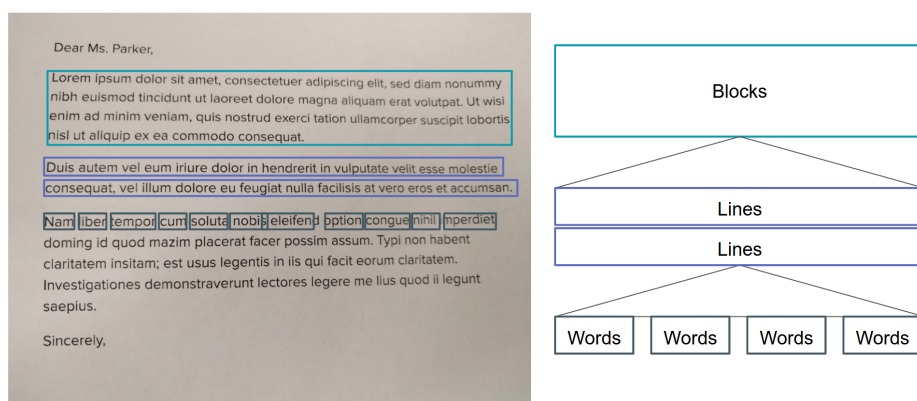 Dear Ms. Parker,
Lorem ipsum dolor sit amet, consectetuer adipiscing elit, sed diam nonummy
nibh euismod tincidunt ut laoreet dolore magna aliquam erat volutpat. Ut wisi
enim ad minim veniam, quis nostrud exerci tation ullamcorper suscipit lobortis
nisl ut aliquip ex ea commodo consequat.
Duis autem vel eum iriure dolor in hendrerit in vulputate velit esse molestie
consequat, vel illum dolore eu feugiat nulla facilisis at vero eros et accumsan.
Nam liber tempor cum soluta nobis eleifend option congue nihil imperdiet
doming id quod mazim placerat facer possim assum. Typi non habent
claritatem insitam; est usus legentis in iis qui facit eorum claritatem.
Investigationes demonstraverunt lectores legere me lius quod ii legunt
saepius.
Sincerely,
Blocks
Lines
Lines
Words Words Words Words